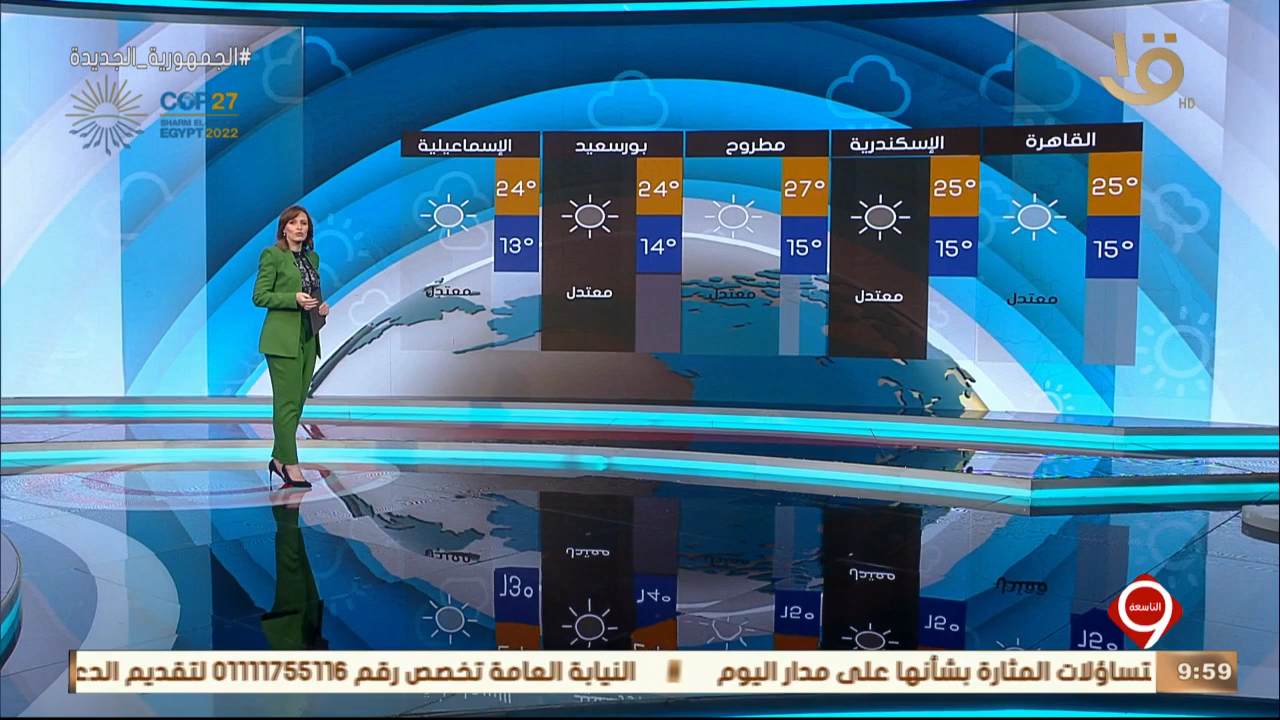 #الجمهورية_الجديدة
COP27
SHARM EL
EGYPT 2022
HD
القاهرة
25°
15°
معتدل
الإسكندرية
25°
15°
معتدل
مطروح
27°
15°
معتدل
بورسعيد
24°
14°
معتدل
الإسماعيلية
24°
13°
معتدل
التاسعة
9
9:59
تساؤلات المثارة بشأنها على مدار اليوم
النيابة العامة تخصص رقم 01111755116 لتقديم